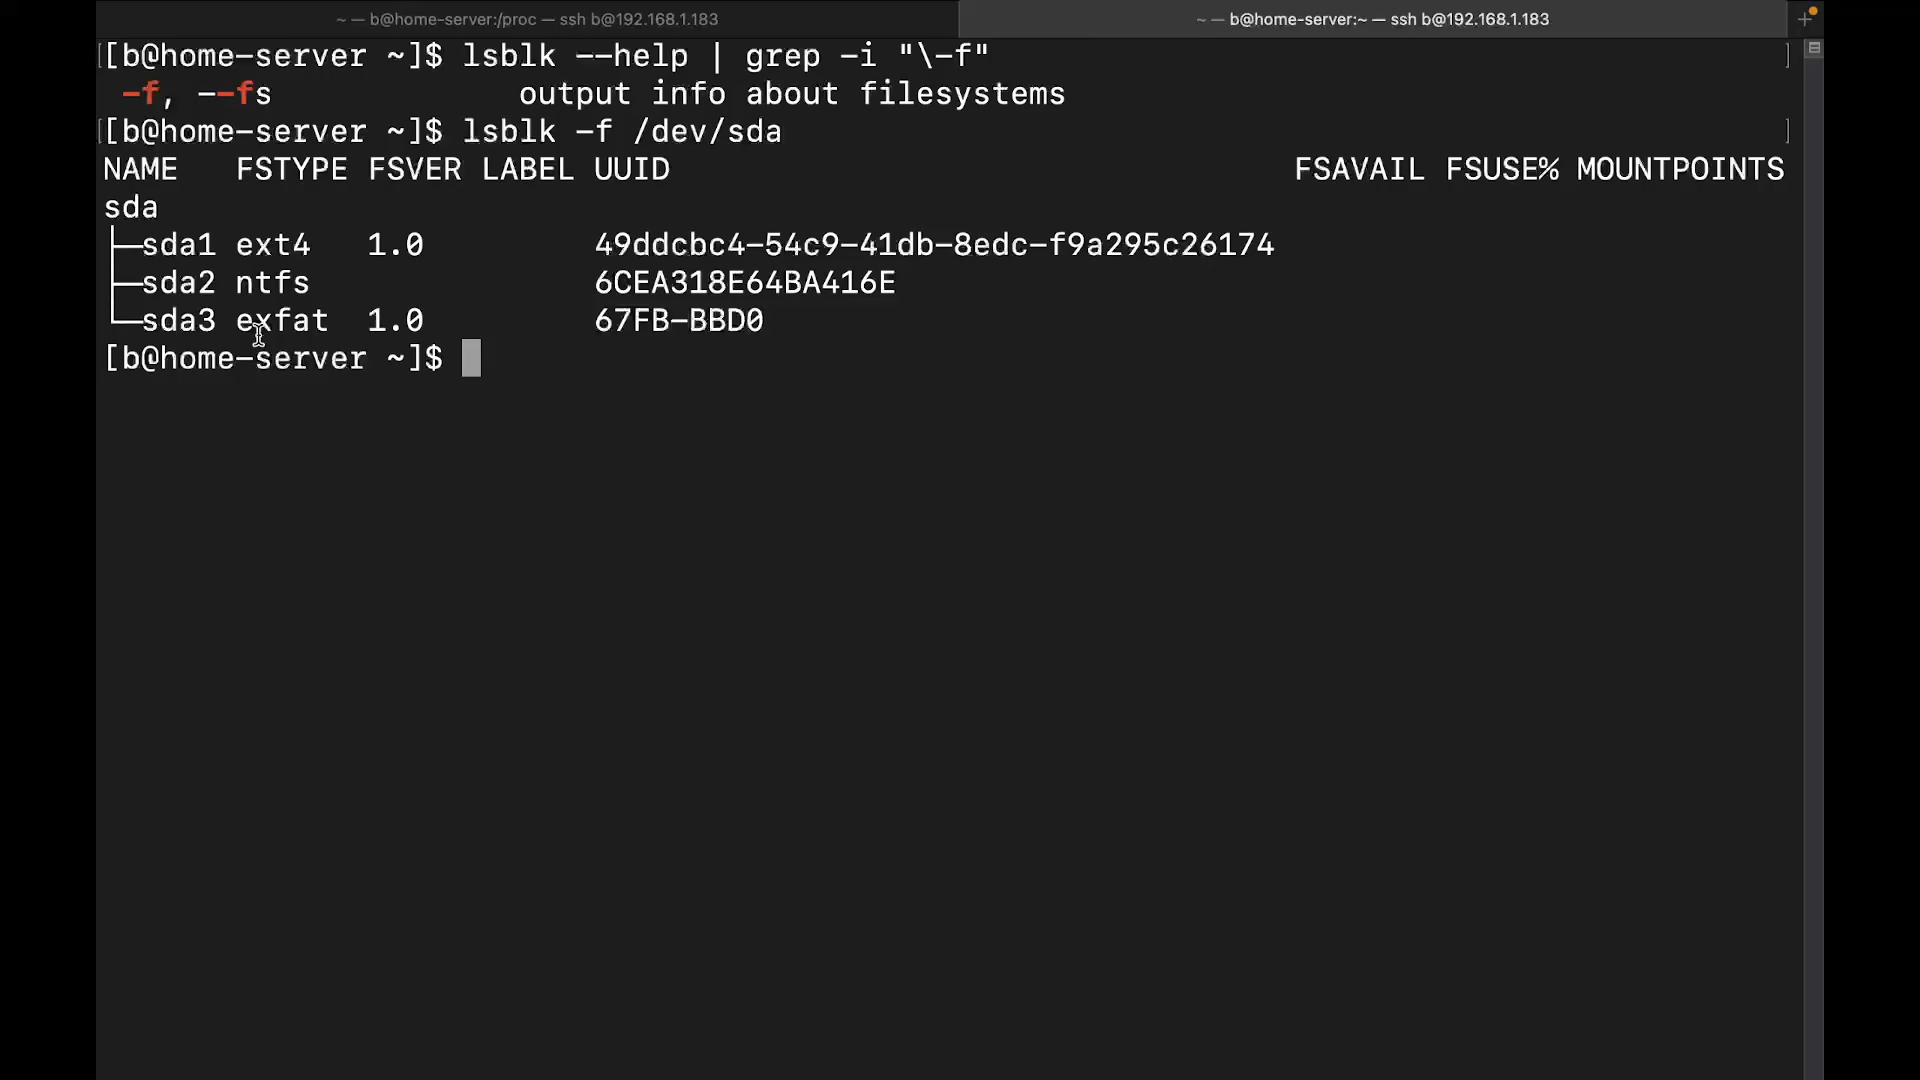 ~ — b@home-server:/proc — ssh b@192.168.1.183
~ — b@home-server:~ — ssh b@192.168.1.183
[b@home-server ~]$ lsblk --help | grep -i "\-f"
-f, --fs             output info about filesystems
[b@home-server ~]$ lsblk -f /dev/sda
NAME   FSTYPE FSVER LABEL UUID                                 FSAVAIL FSUSE% MOUNTPOINTS
sda
├─sda1 ext4   1.0         49ddcbc4-54c9-41db-8edc-f9a295c26174
├─sda2 ntfs               6CEA318E64BA416E
└─sda3 exfat  1.0         67FB-BBD0
[b@home-server ~]$